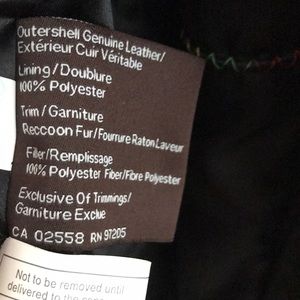 Outershell Genuine Leather/
Extérieur Cuir Véritable
Lining/Doublure
100% Polyester
Trim/Garniture
Raccoon Fur/Fourrure Raton Laveur
Filler/Remplissage
100% Polyester Fiber/Fibre Polyester
Exclusive Of Trimmings/
Garniture Exclue
CA 02558 RN 97205
Not to be removed until
delivered to the